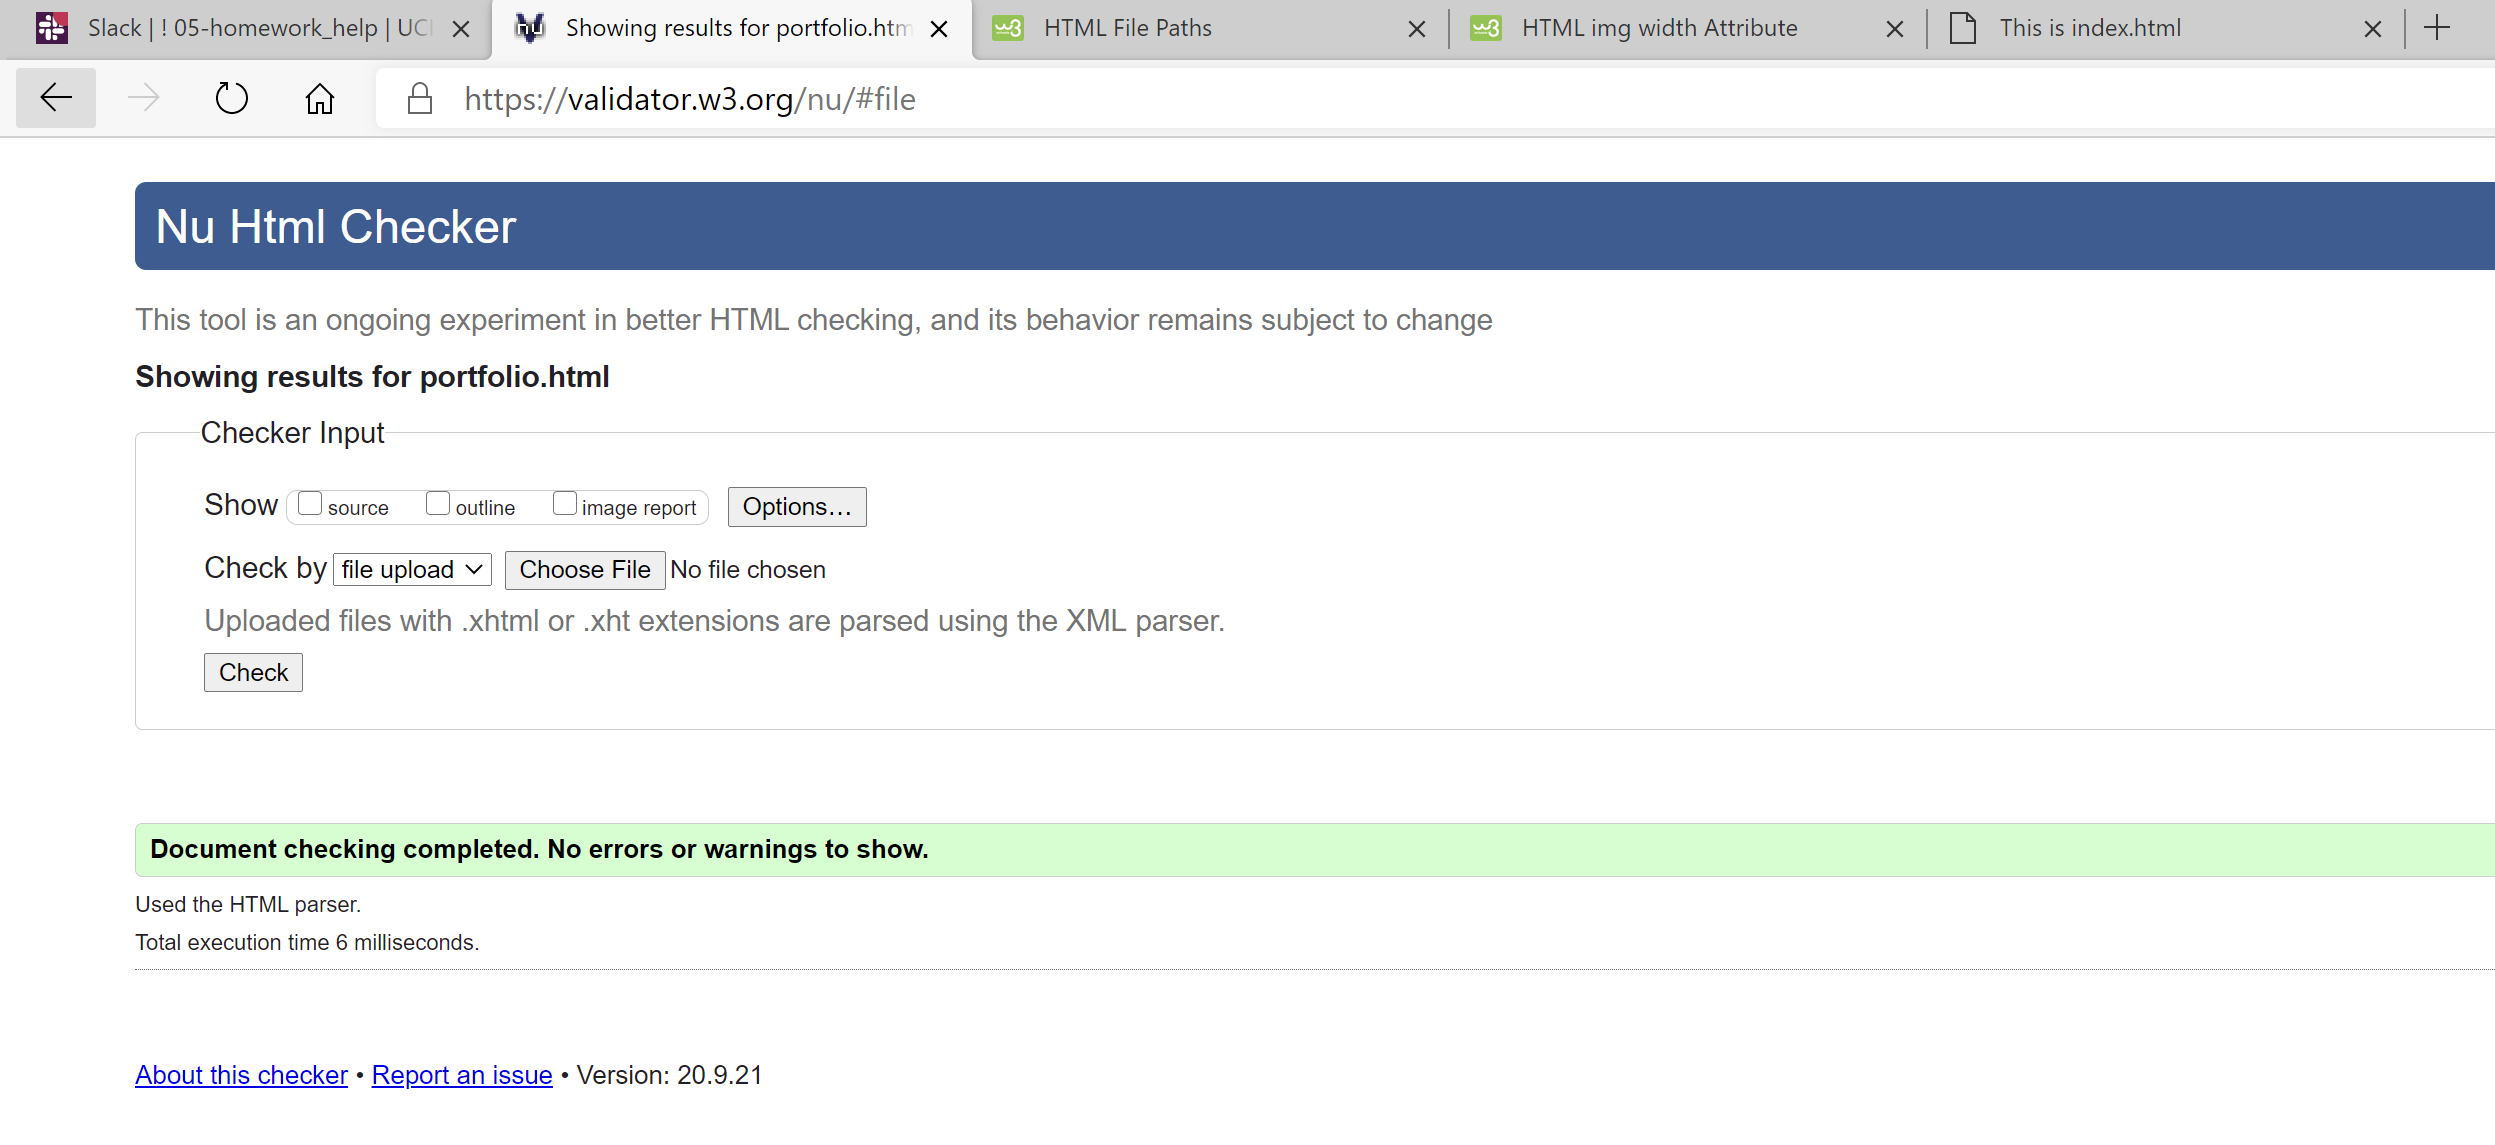 Slack | ! 05-homework_help | UCI
Showing results for portfolio.htm
HTML File Paths
HTML img width Attribute
This is index.html
https://validator.w3.org/nu/#file
Nu Html Checker
This tool is an ongoing experiment in better HTML checking, and its behavior remains subject to change
Showing results for portfolio.html
Checker Input
Show source outline image report Options...
Check by file upload Choose File No file chosen
Uploaded files with .xhtml or .xht extensions are parsed using the XML parser.
Check
Document checking completed. No errors or warnings to show.
Used the HTML parser.
Total execution time 6 milliseconds.
About this checker • Report an issue • Version: 20.9.21